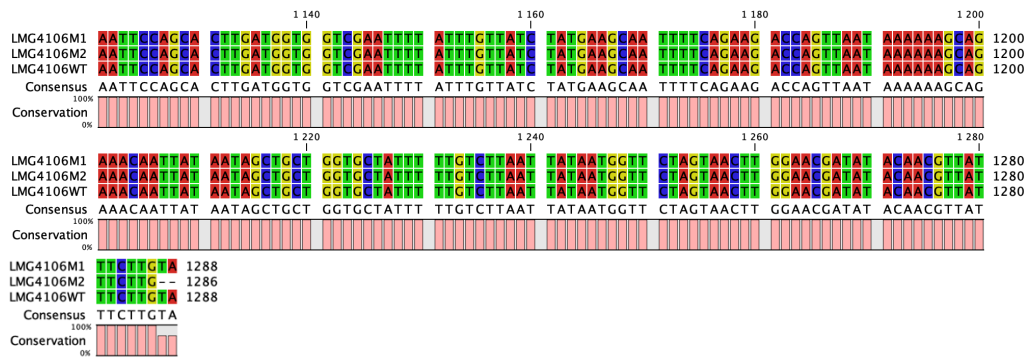 1 140 1 160 1 180 1 200
LMG4106M1 AATTCCAGCA CTTGATGGTG GTCGAATTTT ATTTGTTATC TATGAAGCAA TTTTCAGAAG ACCAGTTAAT AAAAAAGCAG 1200
LMG4106M2 AATTCCAGCA CTTGATGGTG GTCGAATTTT ATTTGTTATC TATGAAGCAA TTTTCAGAAG ACCAGTTAAT AAAAAAGCAG 1200
LMG4106WT AATTCCAGCA CTTGATGGTG GTCGAATTTT ATTTGTTATC TATGAAGCAA TTTTCAGAAG ACCAGTTAAT AAAAAAGCAG 1200
Consensus AATTCCAGCA CTTGATGGTG GTCGAATTTT ATTTGTTATC TATGAAGCAA TTTTCAGAAG ACCAGTTAAT AAAAAAGCAG
100%
Conservation
0%
1 220 1 240 1 260 1 280
LMG4106M1 AAACAATTAT AATAGCTGCT GGTGCTATTT TTGTCTTAAT TATAATGGTT CTAGTAACTT GGAACGATAT ACAACGTTAT 1280
LMG4106M2 AAACAATTAT AATAGCTGCT GGTGCTATTT TTGTCTTAAT TATAATGGTT CTAGTAACTT GGAACGATAT ACAACGTTAT 1280
LMG4106WT AAACAATTAT AATAGCTGCT GGTGCTATTT TTGTCTTAAT TATAATGGTT CTAGTAACTT GGAACGATAT ACAACGTTAT 1280
Consensus AAACAATTAT AATAGCTGCT GGTGCTATTT TTGTCTTAAT TATAATGGTT CTAGTAACTT GGAACGATAT ACAACGTTAT
100%
Conservation
0%
LMG4106M1 TTCTTGTA 1288
LMG4106M2 TTCTTG-- 1286
LMG4106WT TTCTTGTA 1288
Consensus TTCTTGTA
100%
Conservation
0%